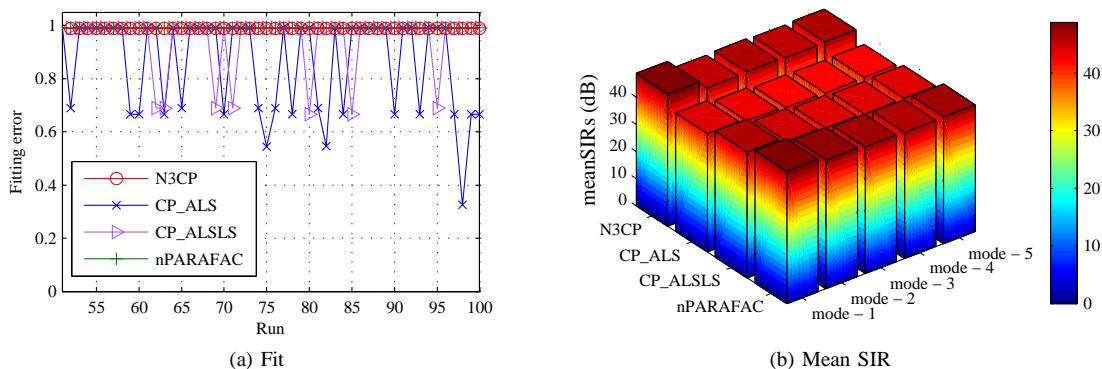 Fitting error
1
0.8
0.6
0.4
0.2
0
N3CP
CP_ALS
CP_ALSLS
nPARAFAC
55 60 65 70 75 80 85 90 95 100
Run
(a) Fit
meanSIRs (dB)
40
30
20
10
0
N3CP
CP_ALS
CP_ALSLS
nPARAFAC
mode – 1
mode – 2
mode – 3
mode – 4
mode – 5
40
30
20
10
0
(b) Mean SIR